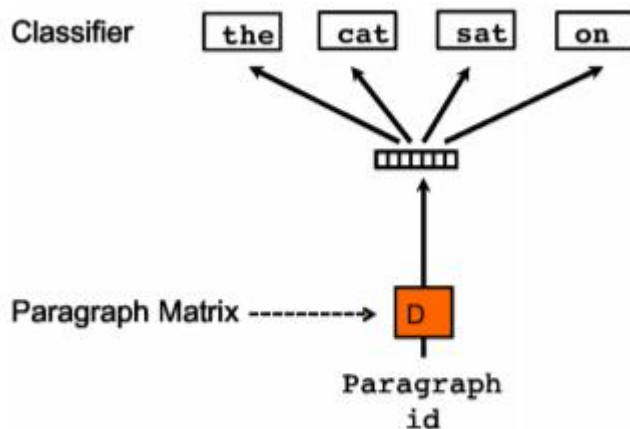 Classifier the cat sat on
Paragraph Matrix D
Paragraph
id